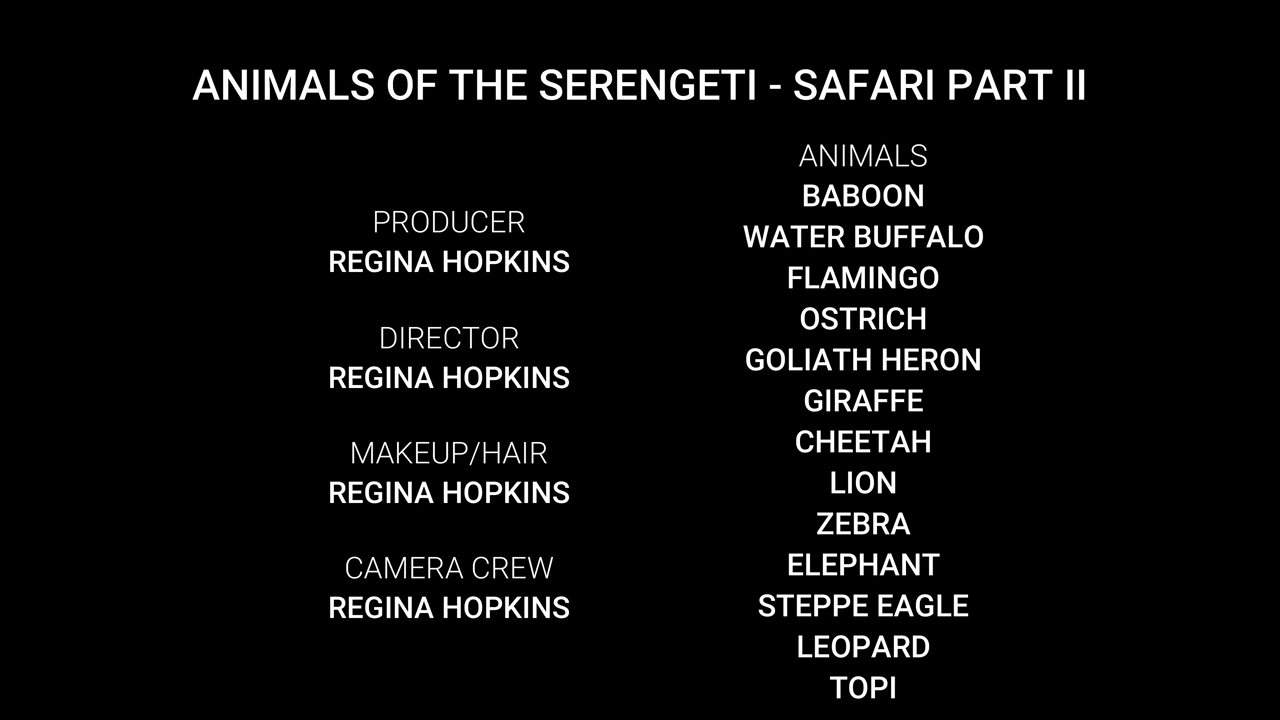 ANIMALS OF THE SERENGETI - SAFARI PART II
PRODUCER
REGINA HOPKINS
DIRECTOR
REGINA HOPKINS
MAKEUP/HAIR
REGINA HOPKINS
CAMERA CREW
REGINA HOPKINS
ANIMALS
BABOON
WATER BUFFALO
FLAMINGO
OSTRICH
GOLIATH HERON
GIRAFFE
CHEETAH
LION
ZEBRA
ELEPHANT
STEPPE EAGLE
LEOPARD
TOPI